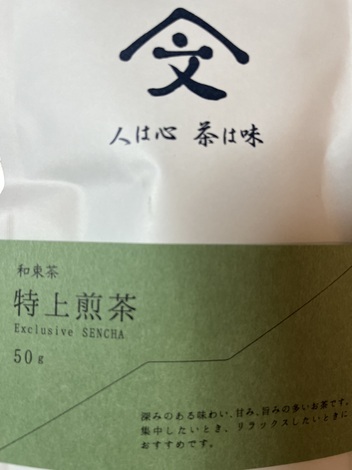 文
人は心 茶は味
和束茶
特上煎茶
Exclusive SENCHA
50g
深みのある味わい、甘み、旨みの多いお茶です。
集中したいとき、リラックスしたいときに
おすすめです。